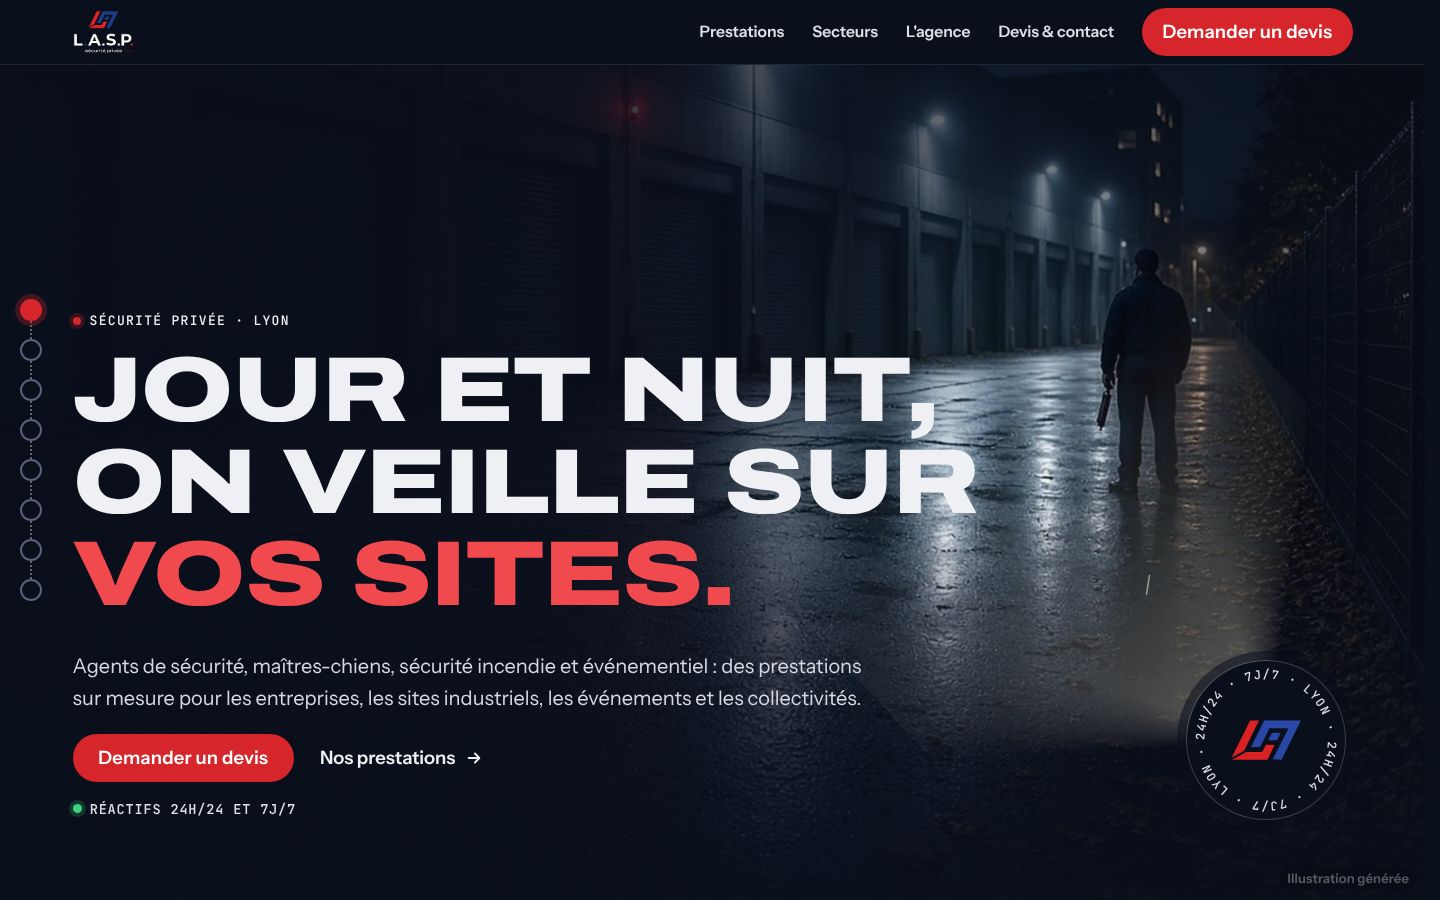 L.A.S.P.
sécurité privée
Prestations
Secteurs
L'agence
Devis & contact
Demander un devis
SÉCURITÉ PRIVÉE · LYON
JOUR ET NUIT,
ON VEILLE SUR
VOS SITES.
Agents de sécurité, maîtres-chiens, sécurité incendie et événementiel : des prestations
sur mesure pour les entreprises, les sites industriels, les événements et les collectivités.
Demander un devis
Nos prestations →
RÉACTIFS 24H/24 ET 7J/7
24H/24 · 7J/7 · LYON · 24H/24 · 7J/7 · LYON ·
Illustration générée